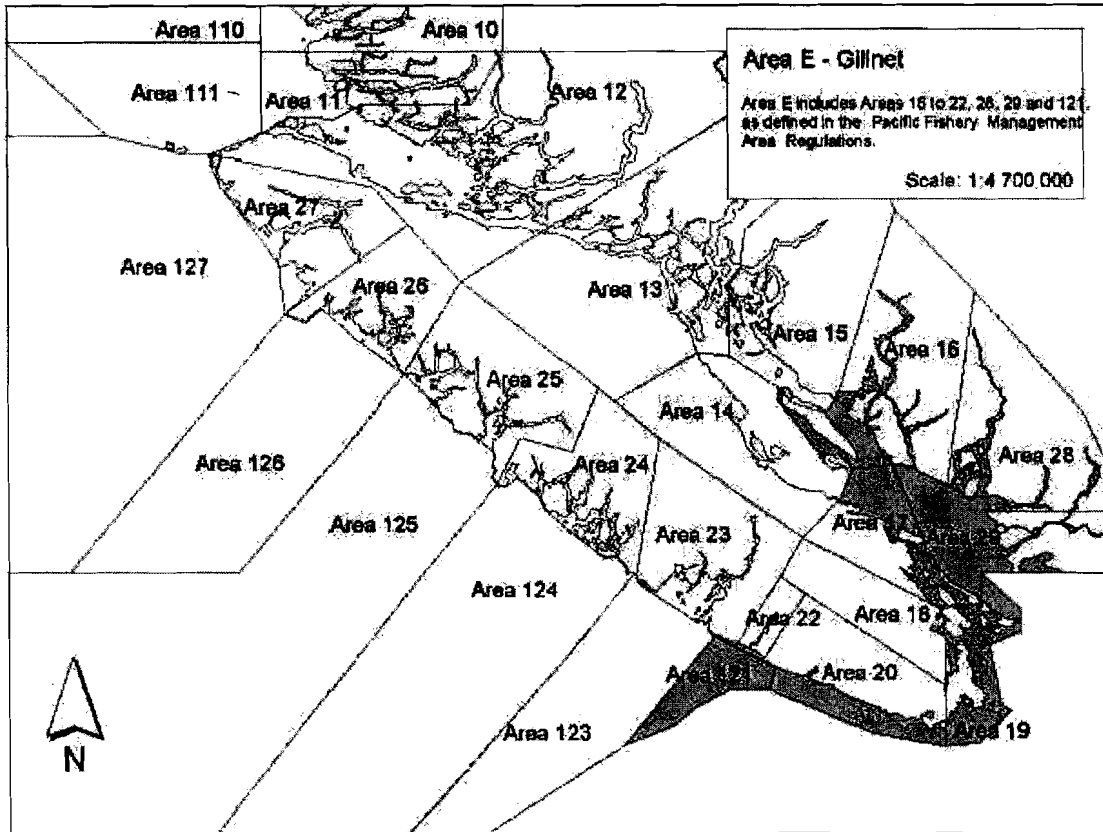 Area 110
Area 10
Area E - Gillnet
Area E includes Areas 16 to 22, 28, 29 and 121,
as defined in the Pacific Fishery Management
Area Regulations.
Scale: 1:4 700 000
Area 111
Area 11
Area 12
Area 27
Area 127
Area 26
Area 13
Area 15
Area 16
Area 25
Area 14
Area 126
Area 24
Area 28
Area 125
Area 23
Area 17
Area 29
Area 124
Area 22
Area 18
Area 121
Area 20
Area 123
Area 19
N